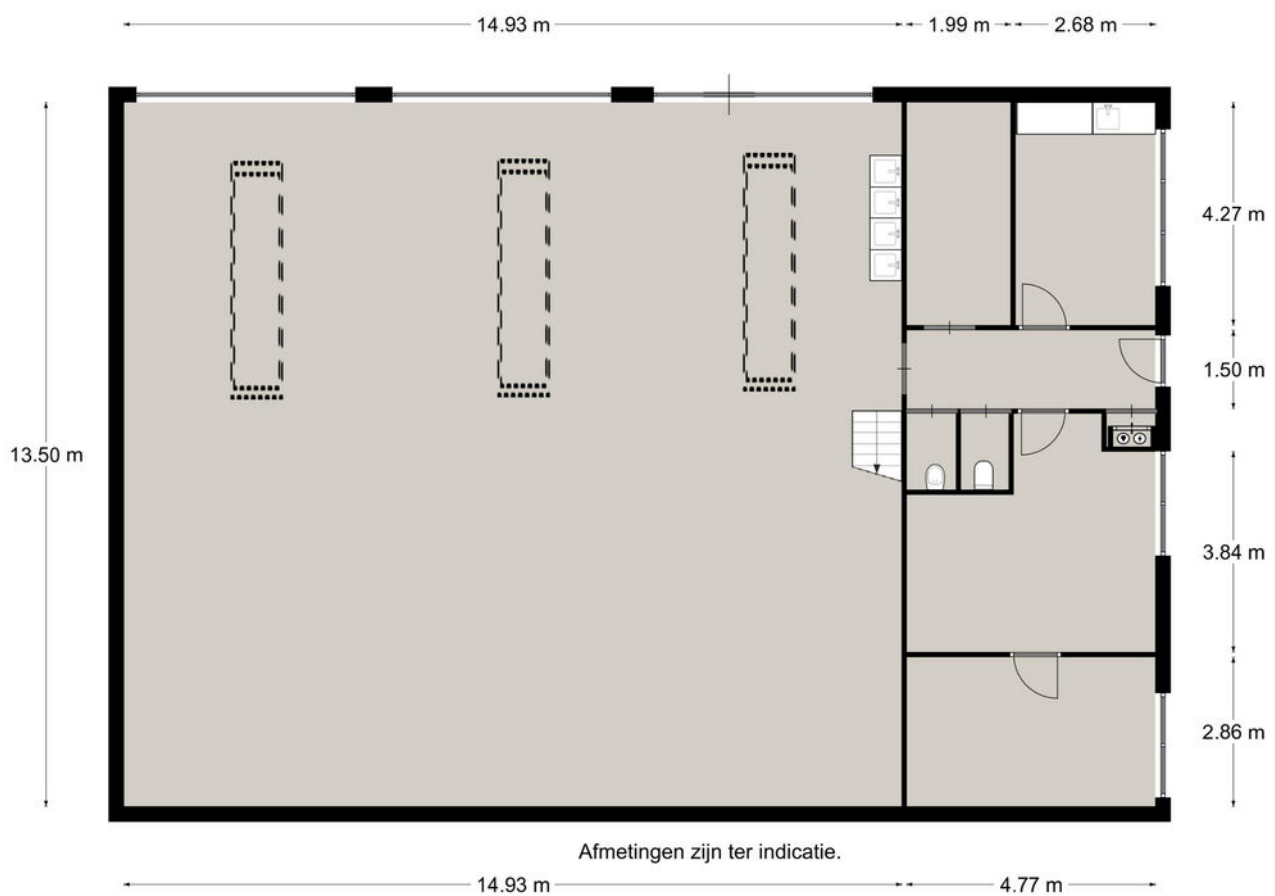 14.93 m
1.99 m
2.68 m
4.27 m
1.50 m
13.50 m
3.84 m
2.86 m
Afmetingen zijn ter indicatie.
14.93 m
4.77 m